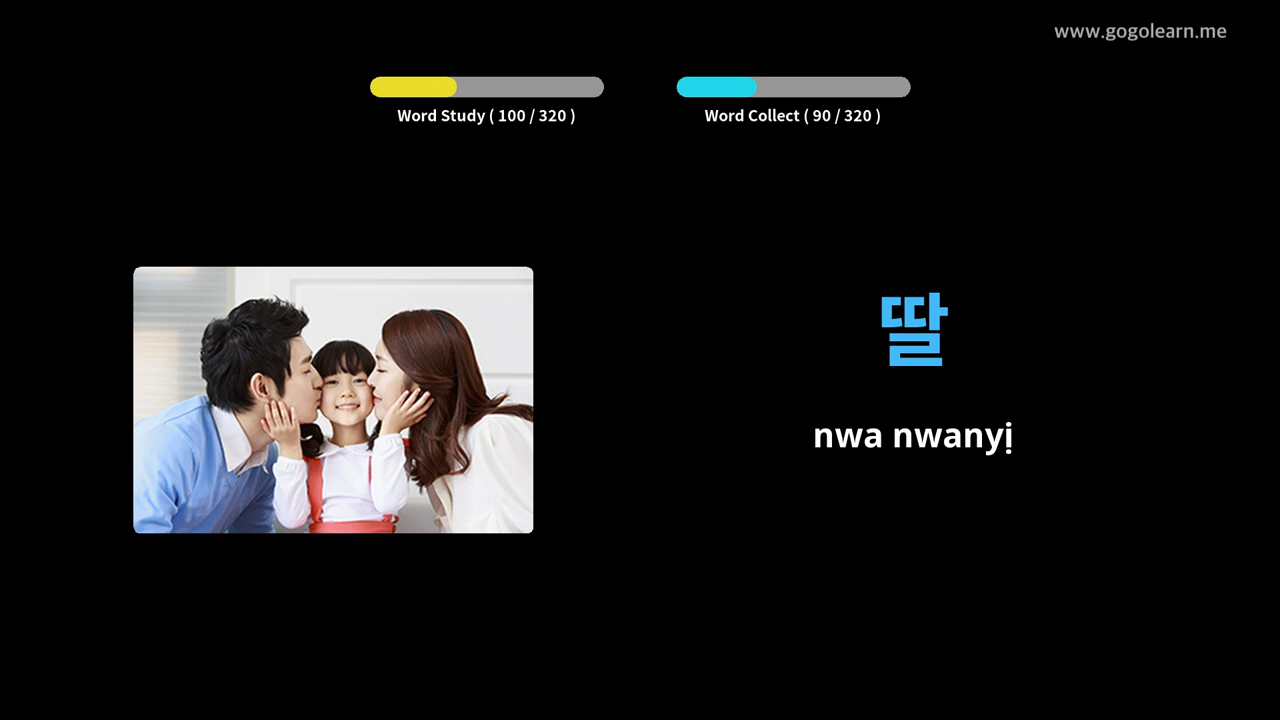 www.gogolearn.me
Word Study ( 100 / 320 )
Word Collect ( 90 / 320 )
딸
nwa nwanyị